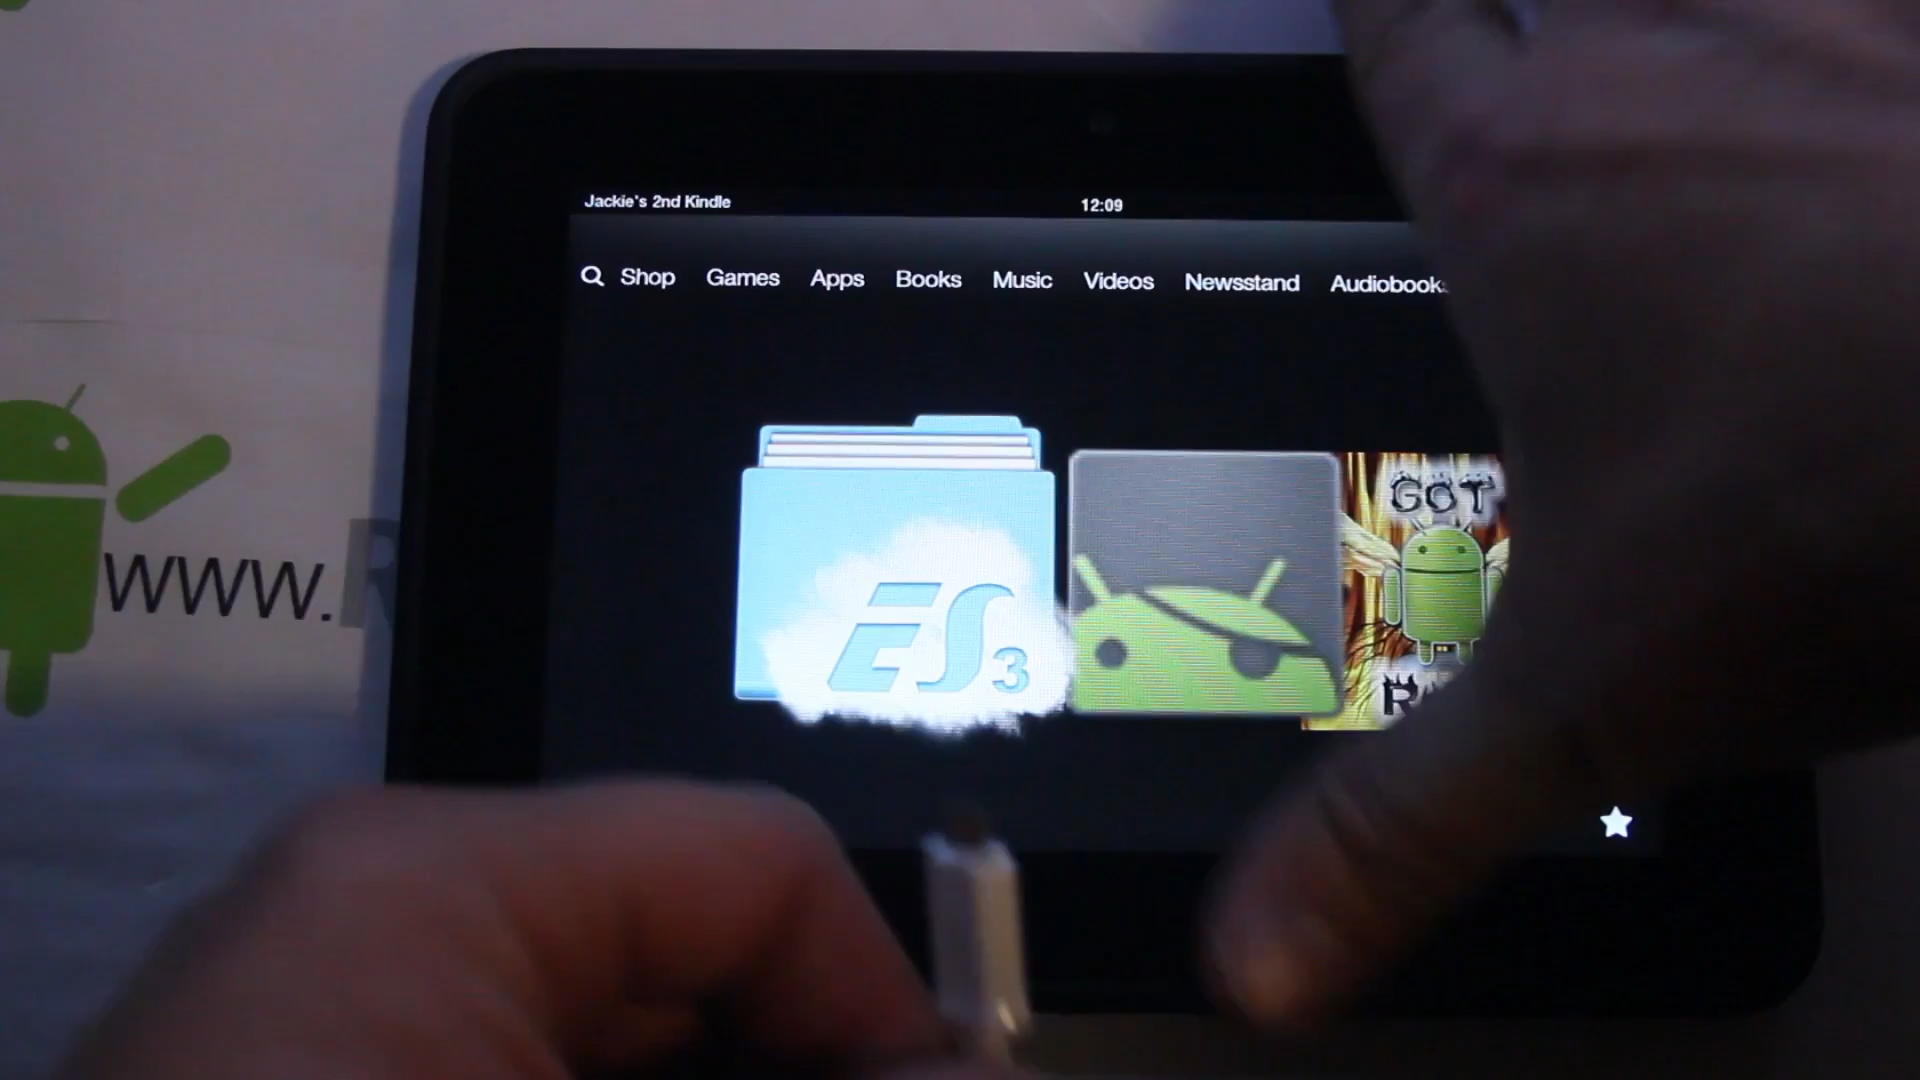 Jackie's 2nd Kindle
12:09
Shop Games Apps Books Music Videos Newsstand Audiobooks
GOT
ES3
www.